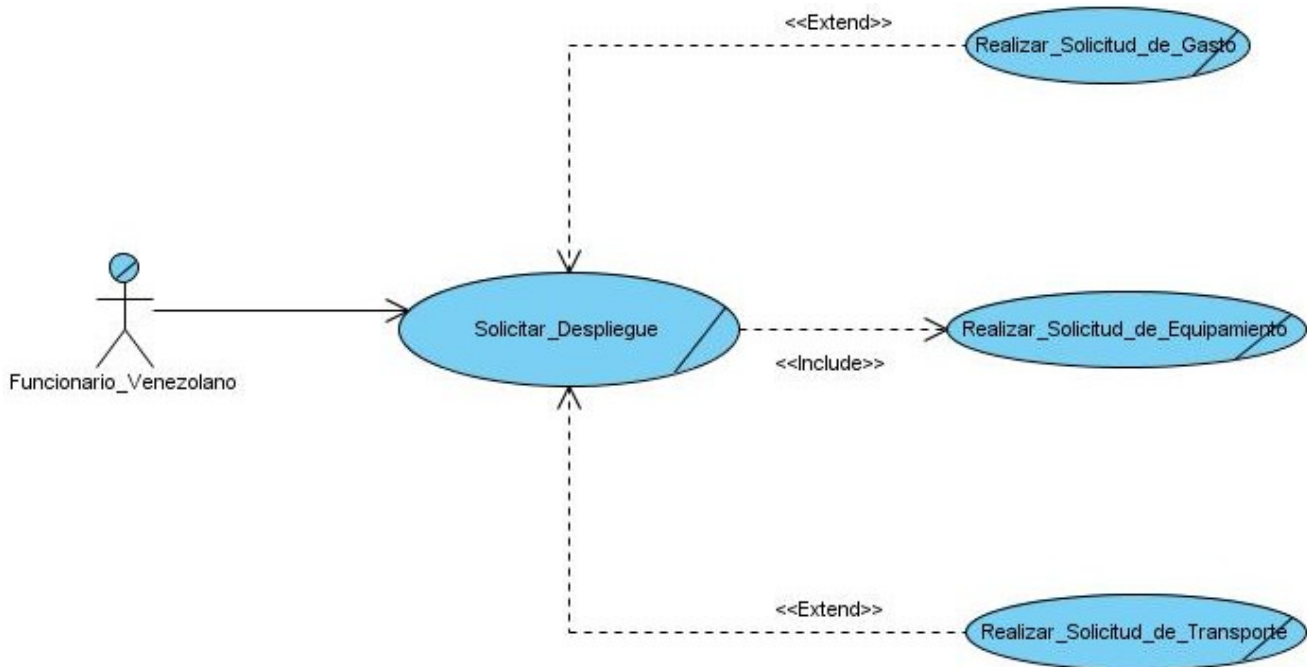 <<Extend>>
Realizar_Solicitud_de_Gasto
Funcionario_Venezolano
Solicitar_Despliegue
Realizar_Solicitud_de_Equipamiento
<<Include>>
<<Extend>>
Realizar_Solicitud_de_Transporte